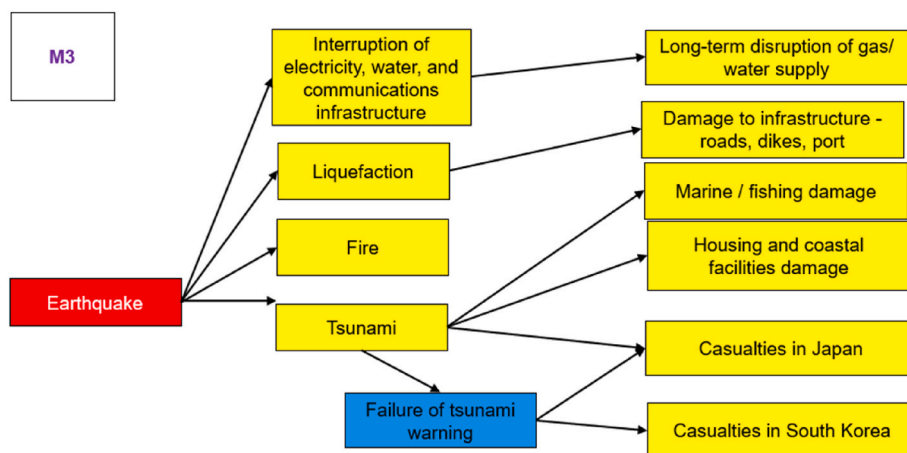 M3
Interruption of
electricity, water, and
communications
infrastructure
Long-term disruption of gas/
water supply
Liquefaction
Damage to infrastructure -
roads, dikes, port
Marine / fishing damage
Fire
Housing and coastal
facilities damage
Earthquake
Tsunami
Casualties in Japan
Failure of tsunami
warning
Casualties in South Korea